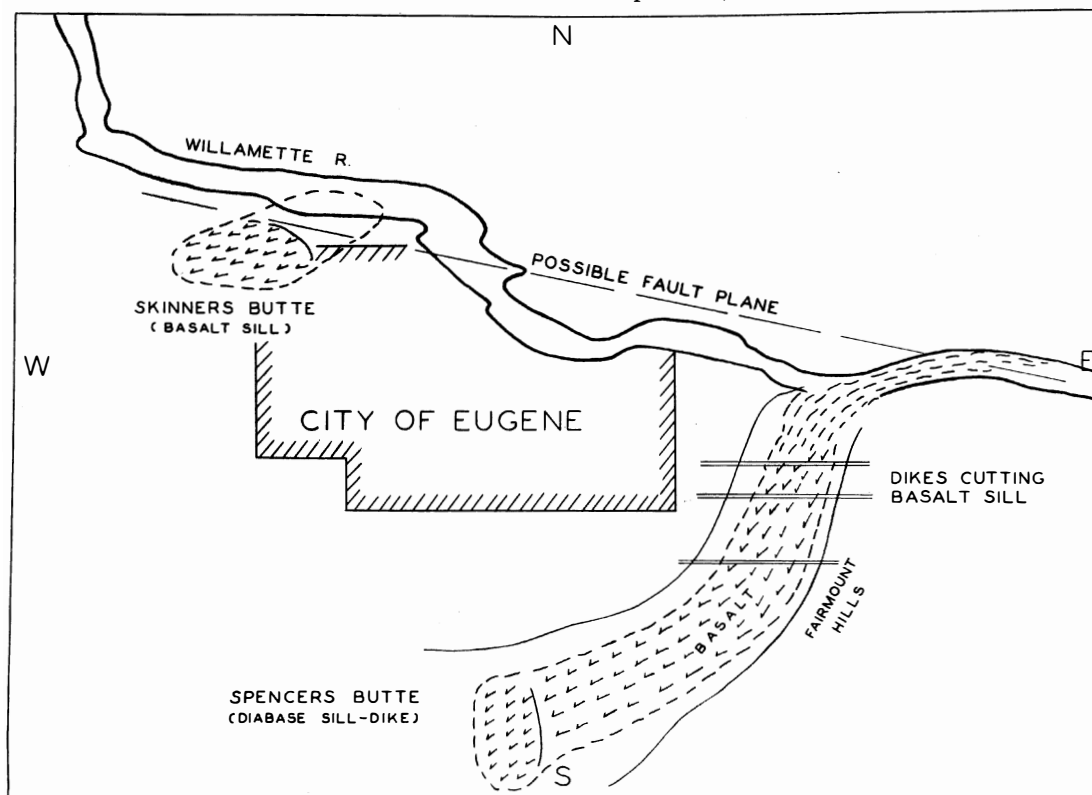 N
WILLAMETTE R.
POSSIBLE FAULT PLANE
SKINNERS BUTTE
(BASALT SILL)
W
E
CITY OF EUGENE
DIKES CUTTING
BASALT SILL
BASALT
FAIRMOUNT
HILLS
SPENCERS BUTTE
(DIABASE SILL-DIKE)
S